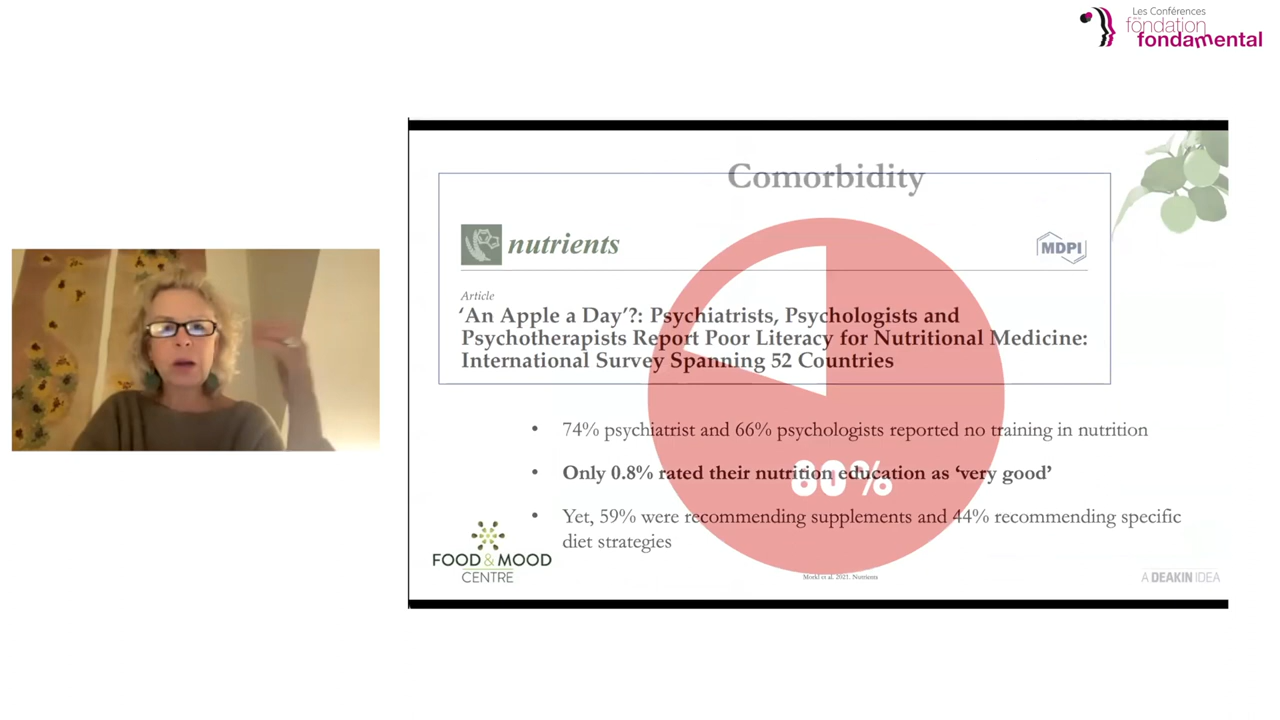 Les Conférences
fondation
fondamental
Comorbidity
nutrients
MDPI
Article
‘An Apple a Day’?: Psychiatrists, Psychologists and
Psychotherapists Report Poor Literacy for Nutritional Medicine:
International Survey Spanning 52 Countries
• 74% psychiatrist and 66% psychologists reported no training in nutrition
• Only 0.8% rated their nutrition education as ‘very good’
80%
• Yet, 59% were recommending supplements and 44% recommending specific
diet strategies
FOOD & MOOD
CENTRE
Morkl et al. 2021. Nutrients
A DEAKIN IDEA